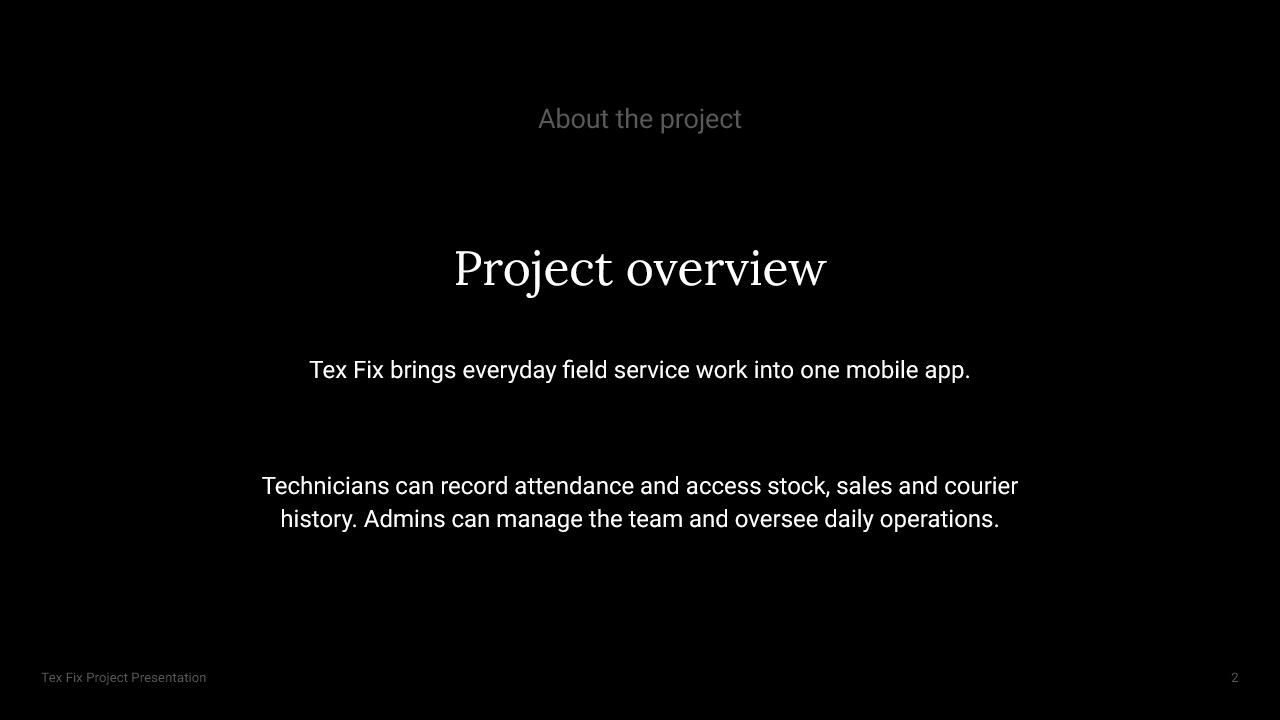 About the project
Project overview
Tex Fix brings everyday field service work into one mobile app.
Technicians can record attendance and access stock, sales and courier
history. Admins can manage the team and oversee daily operations.
Tex Fix Project Presentation
2